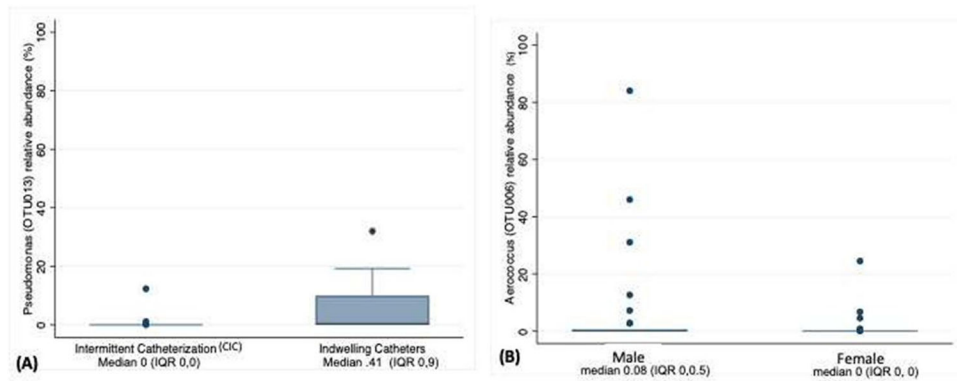 Pseudomonas (OTU013) relative abundance (%)
100
80
60
40
20
0
Intermittent Catheterization (CIC)
Median 0 (IQR 0,0)
Indwelling Catheters
Median .41 (IQR 0,9)
(A)
Aerococcus (OTU006) relative abundance (%)
100
80
60
40
20
0
Male
median 0.08 (IQR 0,0.5)
Female
median 0 (IQR 0, 0)
(B)